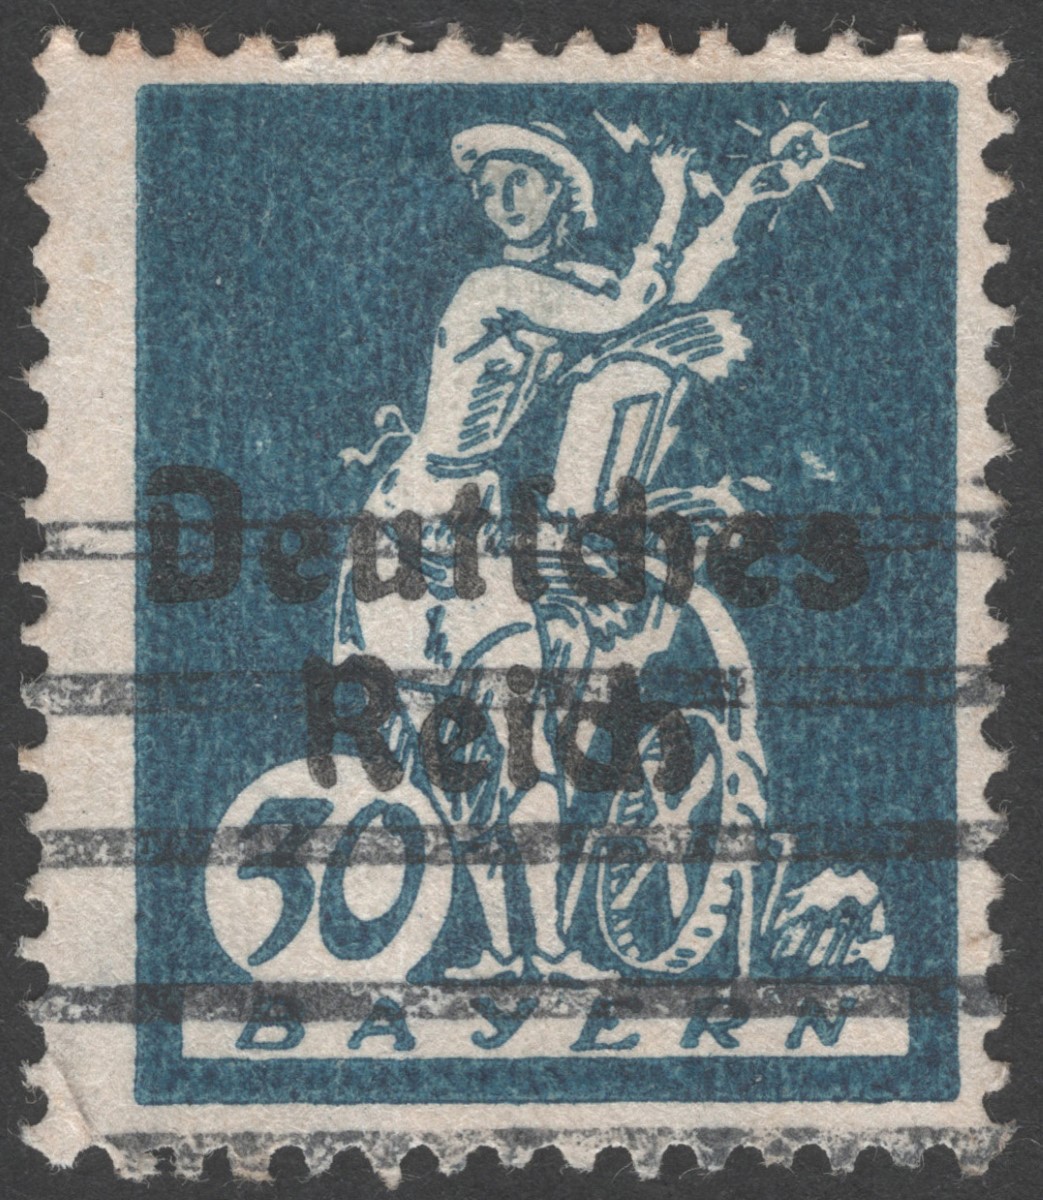 Deutſches
Reich
30
BAYERN